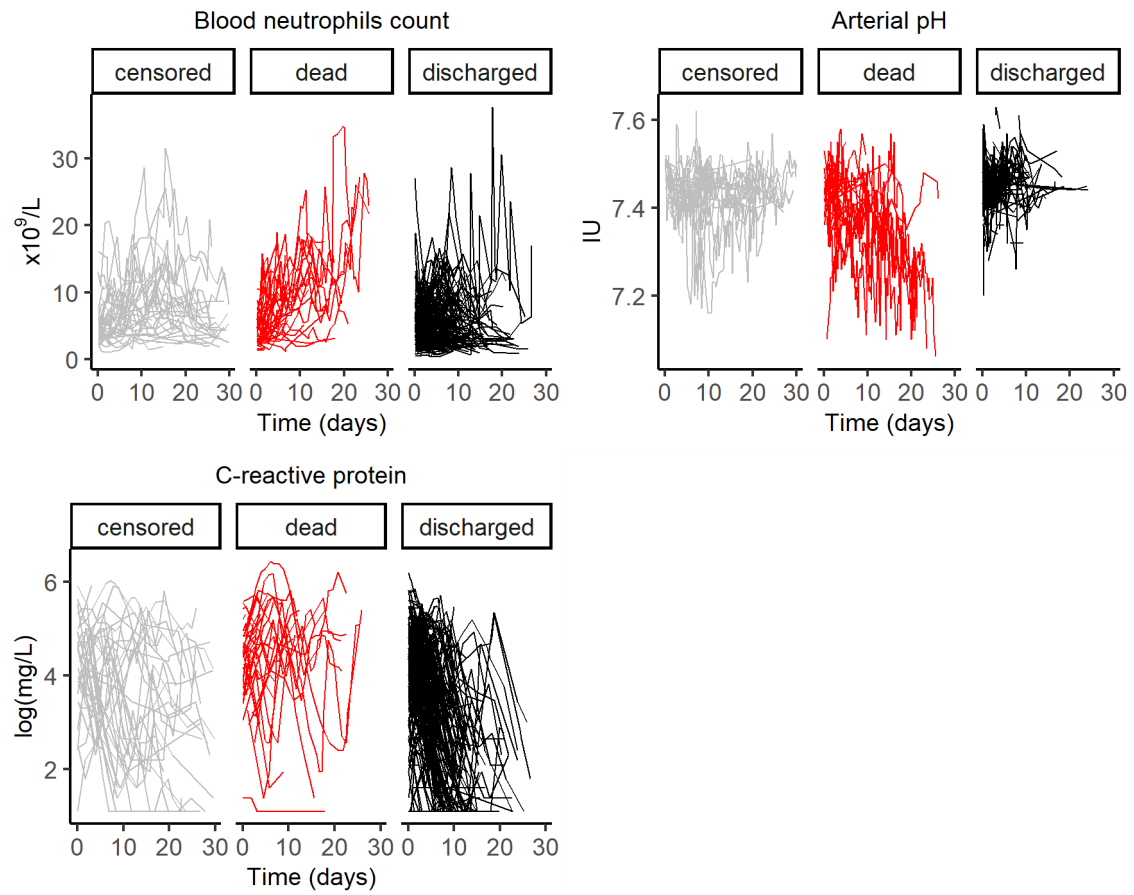 Blood neutrophils count
censored dead discharged
x10⁹/L
30
20
10
0
0 10 20 30 0 10 20 30 0 10 20 30
Time (days)
Arterial pH
censored dead discharged
IU
7.6
7.4
7.2
0 10 20 30 0 10 20 30 0 10 20 30
Time (days)
C-reactive protein
censored dead discharged
log(mg/L)
6
4
2
0 10 20 30 0 10 20 30 0 10 20 30
Time (days)